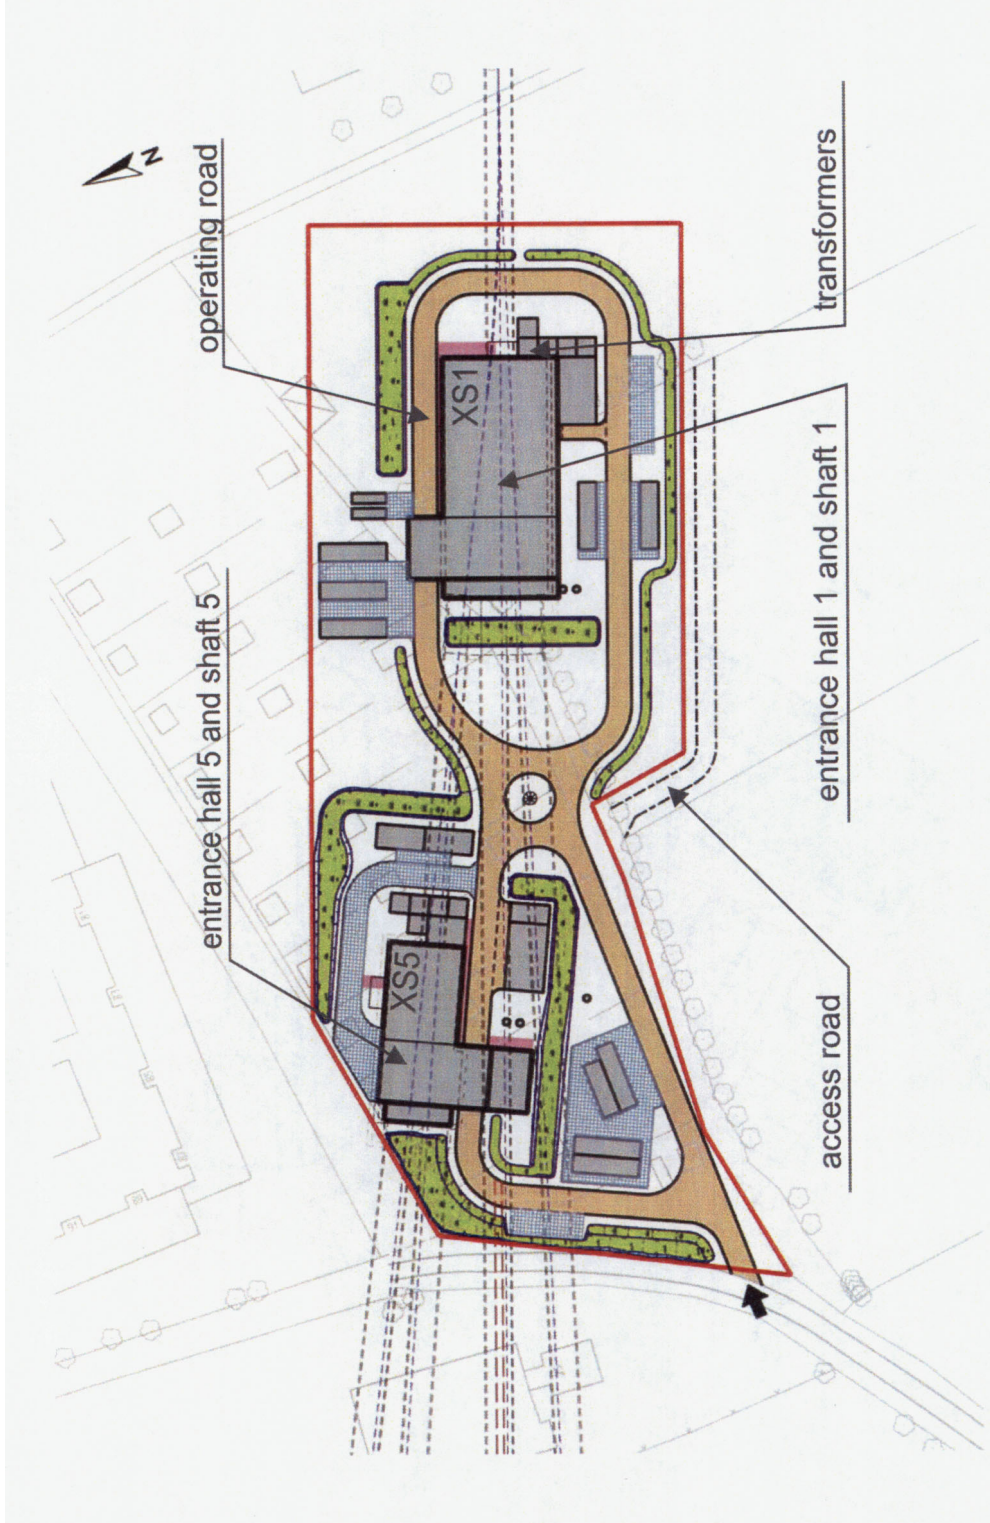 N
operating road
transformers
XS1
entrance hall 5 and shaft 5
entrance hall 1 and shaft 1
XS5
access road